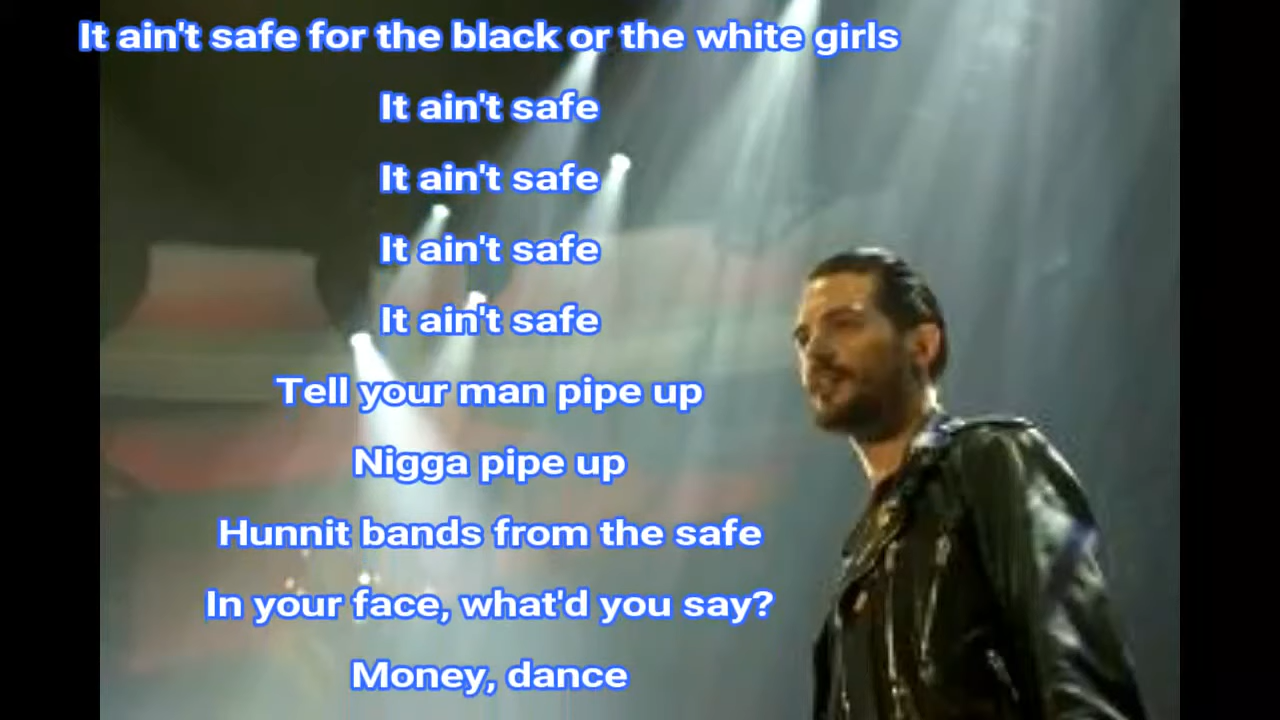 It ain't safe for the black or the white girls
It ain't safe
It ain't safe
It ain't safe
It ain't safe
Tell your man pipe up
Nigga pipe up
Hunnit bands from the safe
In your face, what'd you say?
Money, dance